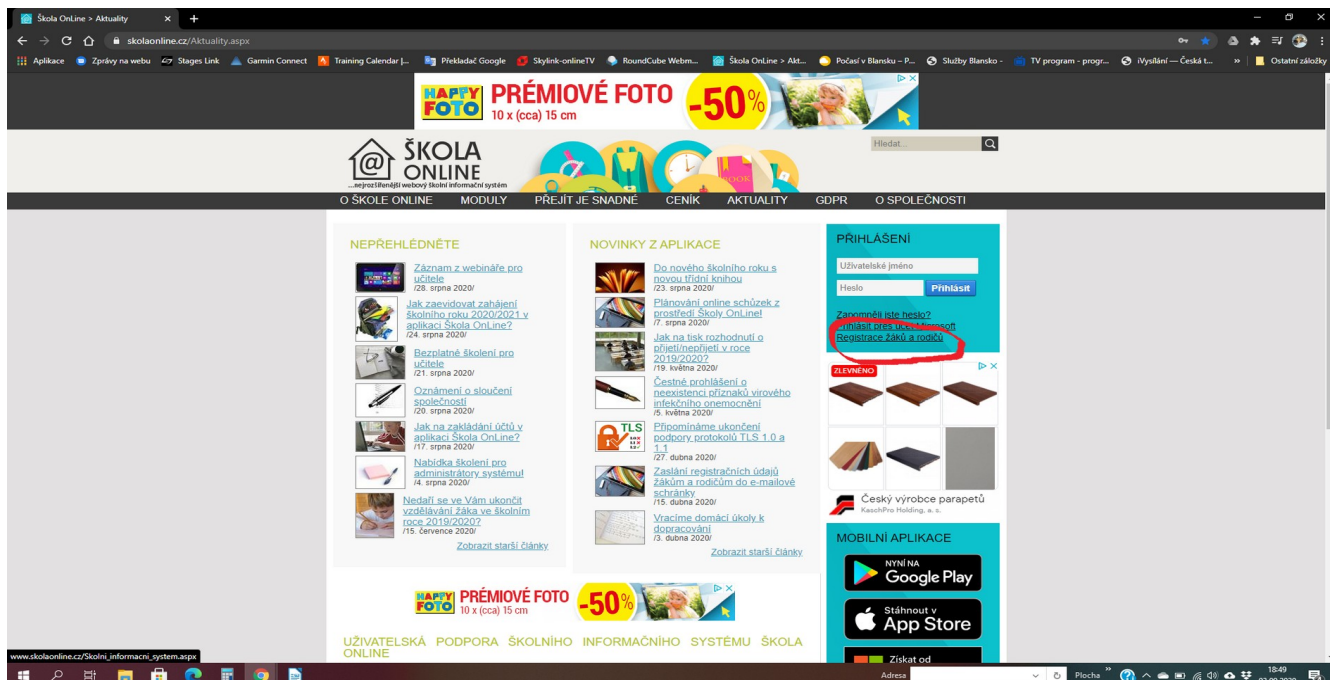 Škola OnLine > Aktuality
skolaonline.cz/Aktuality.aspx
Aplikace
Zprávy na webu
Stages Link
Garmin Connect
Training Calendar |...
Překladač Google
Skylink-onlineTV
RoundCube Webm...
Škola OnLine > Akt...
Počasí v Blansku – P...
Služby Blansko -
TV program - progr...
iVysílání — Česká t...
Ostatní záložky
HAPPY FOTO
PRÉMIOVÉ FOTO
10 x (cca) 15 cm
-50%
ŠKOLA
ONLINE
...nejrozšířenější webový školní informační systém
BOOK
Hledat...
O ŠKOLE ONLINE MODULY PŘEJÍT JE SNADNÉ CENÍK AKTUALITY GDPR O SPOLEČNOSTI
NEPŘEHLÉDNĚTE
Záznam z webináře pro
učitele
/28. srpna 2020/
Jak zaevidovat zahájení
školního roku 2020/2021 v
aplikaci Škola OnLine?
/24. srpna 2020/
Bezplatné školení pro
učitele
/21. srpna 2020/
Oznámení o sloučení
společností
/20. srpna 2020/
Jak na zakládání účtů v
aplikaci Škola OnLine?
/17. srpna 2020/
Nabídka školení pro
administrátory systému!
/4. srpna 2020/
Nedaří se ve Vám ukončit
vzdělávání žáka ve školním
roce 2019/2020?
/15. července 2020/
Zobrazit starší články
NOVINKY Z APLIKACE
Do nového školního roku s
novou třídní knihou
/23. srpna 2020/
Plánování online schůzek z
prostředí Školy OnLine!
/7. srpna 2020/
Jak na tisk rozhodnutí o
přijetí/nepřijetí v roce
2019/2020?
/19. května 2020/
Čestné prohlášení o
neexistenci příznaků virového
infekčního onemocnění
/5. května 2020/
TLS
Připomínáme ukončení
podpory protokolů TLS 1.0 a
1.1
/27. dubna 2020/
Zaslání registračních údajů
žákům a rodičům do e-mailové
schránky
/15. dubna 2020/
Vracíme domácí úkoly k
dopracování
/3. dubna 2020/
Zobrazit starší články
PŘIHLÁŠENÍ
Uživatelské jméno
Heslo
Přihlásit
Zapomněli jste heslo?
Přihlásit přes účet Microsoft
Registrace žáků a rodičů
ZLEVNĚNO
Český výrobce parapetů
KaschPro Holding, a. s.
MOBILNÍ APLIKACE
NYNÍ NA
Google Play
Stáhnout v
App Store
Získat od
HAPPY FOTO
PRÉMIOVÉ FOTO
10 x (cca) 15 cm
-50%
UŽIVATELSKÁ PODPORA ŠKOLNÍHO INFORMAČNÍHO SYSTÉMU ŠKOLA
ONLINE
www.skolaonline.cz/Skolni_informacni_system.aspx
Adresa
Plocha
18:49